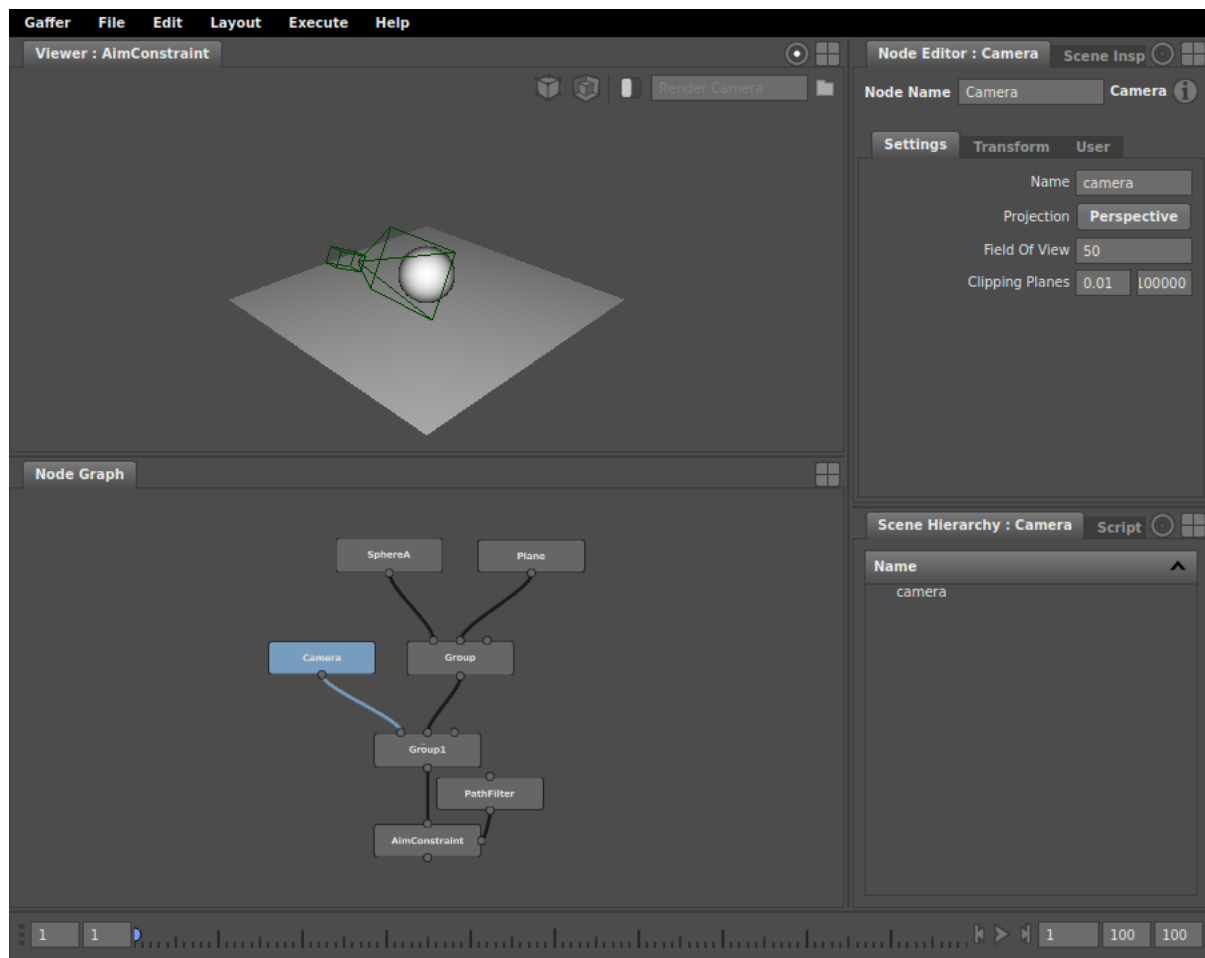 Gaffer File Edit Layout Execute Help
Viewer : AimConstraint
Render Camera
Node Editor : Camera Scene Insp
Node Name Camera Camera
Settings Transform User
Name camera
Projection Perspective
Field Of View 50
Clipping Planes 0.01 100000
Node Graph
SphereA
Plane
Camera
Group
Group1
PathFilter
AimConstraint
Scene Hierarchy : Camera Script
Name
camera
1 1 1 100 100